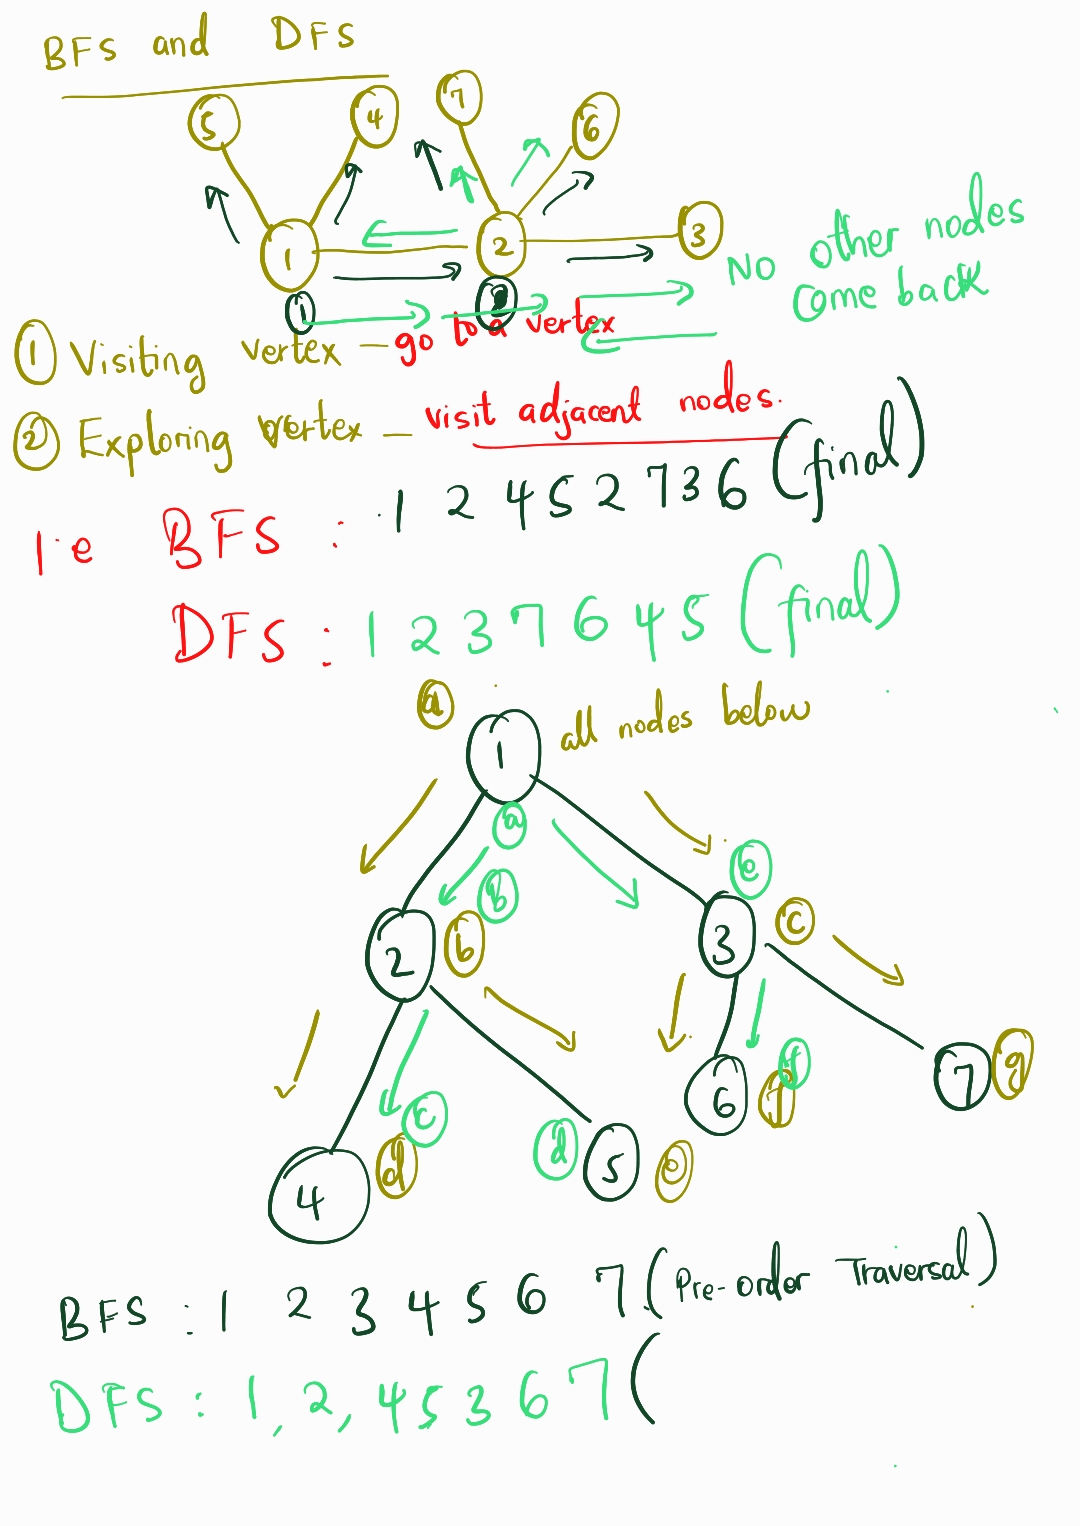 BFS and DFS
5 4 7 6
1 2 3
1 2
No other nodes
come back
1 Visiting vertex — go to a vertex
2 Exploring vertex — visit adjacent nodes.
I.e BFS : 1 2 4 5 2 7 3 6 (final)
DFS : 1 2 3 7 6 4 5 (final)
a 1 all nodes below
a
b e
2 b 3 c
c d 4
d 5 e
6 f f
7 g
BFS : 1 2 3 4 5 6 7 (Pre-order Traversal)
DFS : 1, 2, 4 5 3 6 7 (